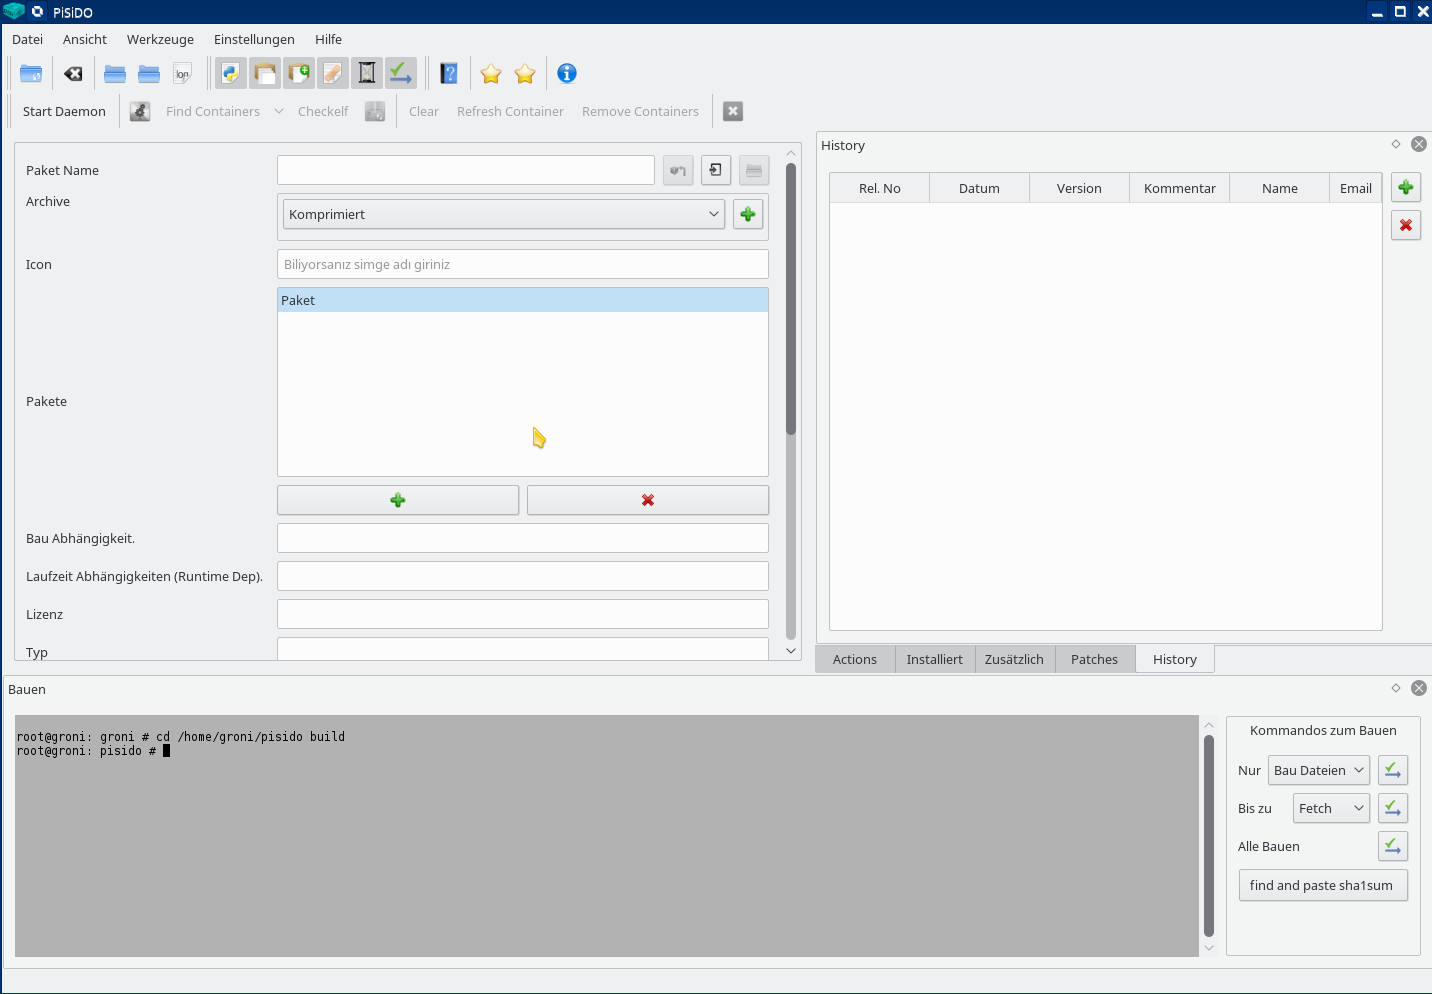 PiSiDO
Datei Ansicht Werkzeuge Einstellungen Hilfe
Start Daemon Find Containers Checkelf Clear Refresh Container Remove Containers
Paket Name
Archive
Komprimiert
Icon
Biliyorsanız simge adı giriniz
Paket
Pakete
Bau Abhängigkeit.
Laufzeit Abhängigkeiten (Runtime Dep).
Lizenz
Typ
History
Rel. No Datum Version Kommentar Name Email
Actions Installiert Zusätzlich Patches History
Bauen
root@groni: groni # cd /home/groni/pisido build
root@groni: pisido #
Kommandos zum Bauen
Nur Bau Dateien
Bis zu Fetch
Alle Bauen
find and paste sha1sum